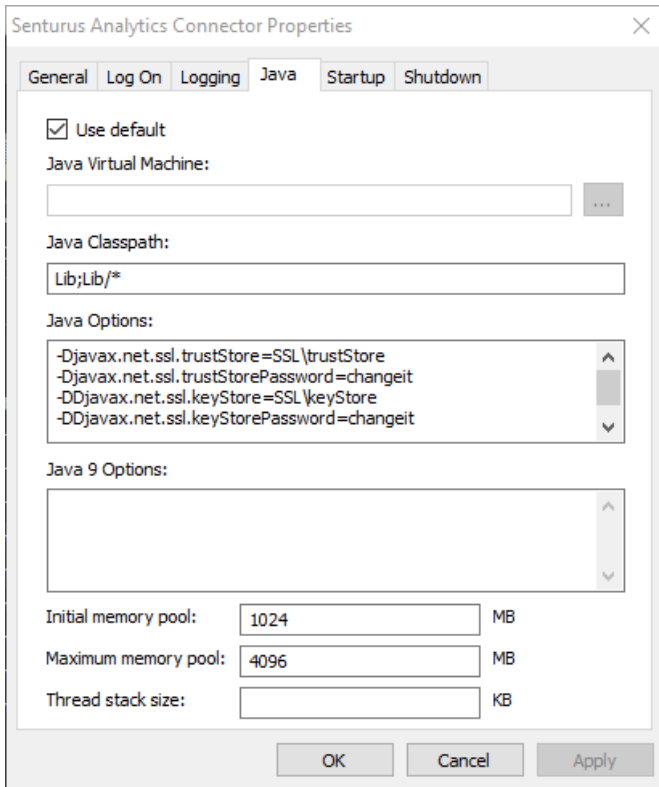 Senturus Analytics Connector Properties
General Log On Logging Java Startup Shutdown
Use default
Java Virtual Machine:
...
Java Classpath:
Lib;Lib/*
Java Options:
-Djavax.net.ssl.trustStore=SSL\trustStore
-Djavax.net.ssl.trustStorePassword=changeit
-DDjavax.net.ssl.keyStore=SSL\keyStore
-DDjavax.net.ssl.keyStorePassword=changeit
Java 9 Options:
Initial memory pool: 1024 MB
Maximum memory pool: 4096 MB
Thread stack size: KB
OK Cancel Apply